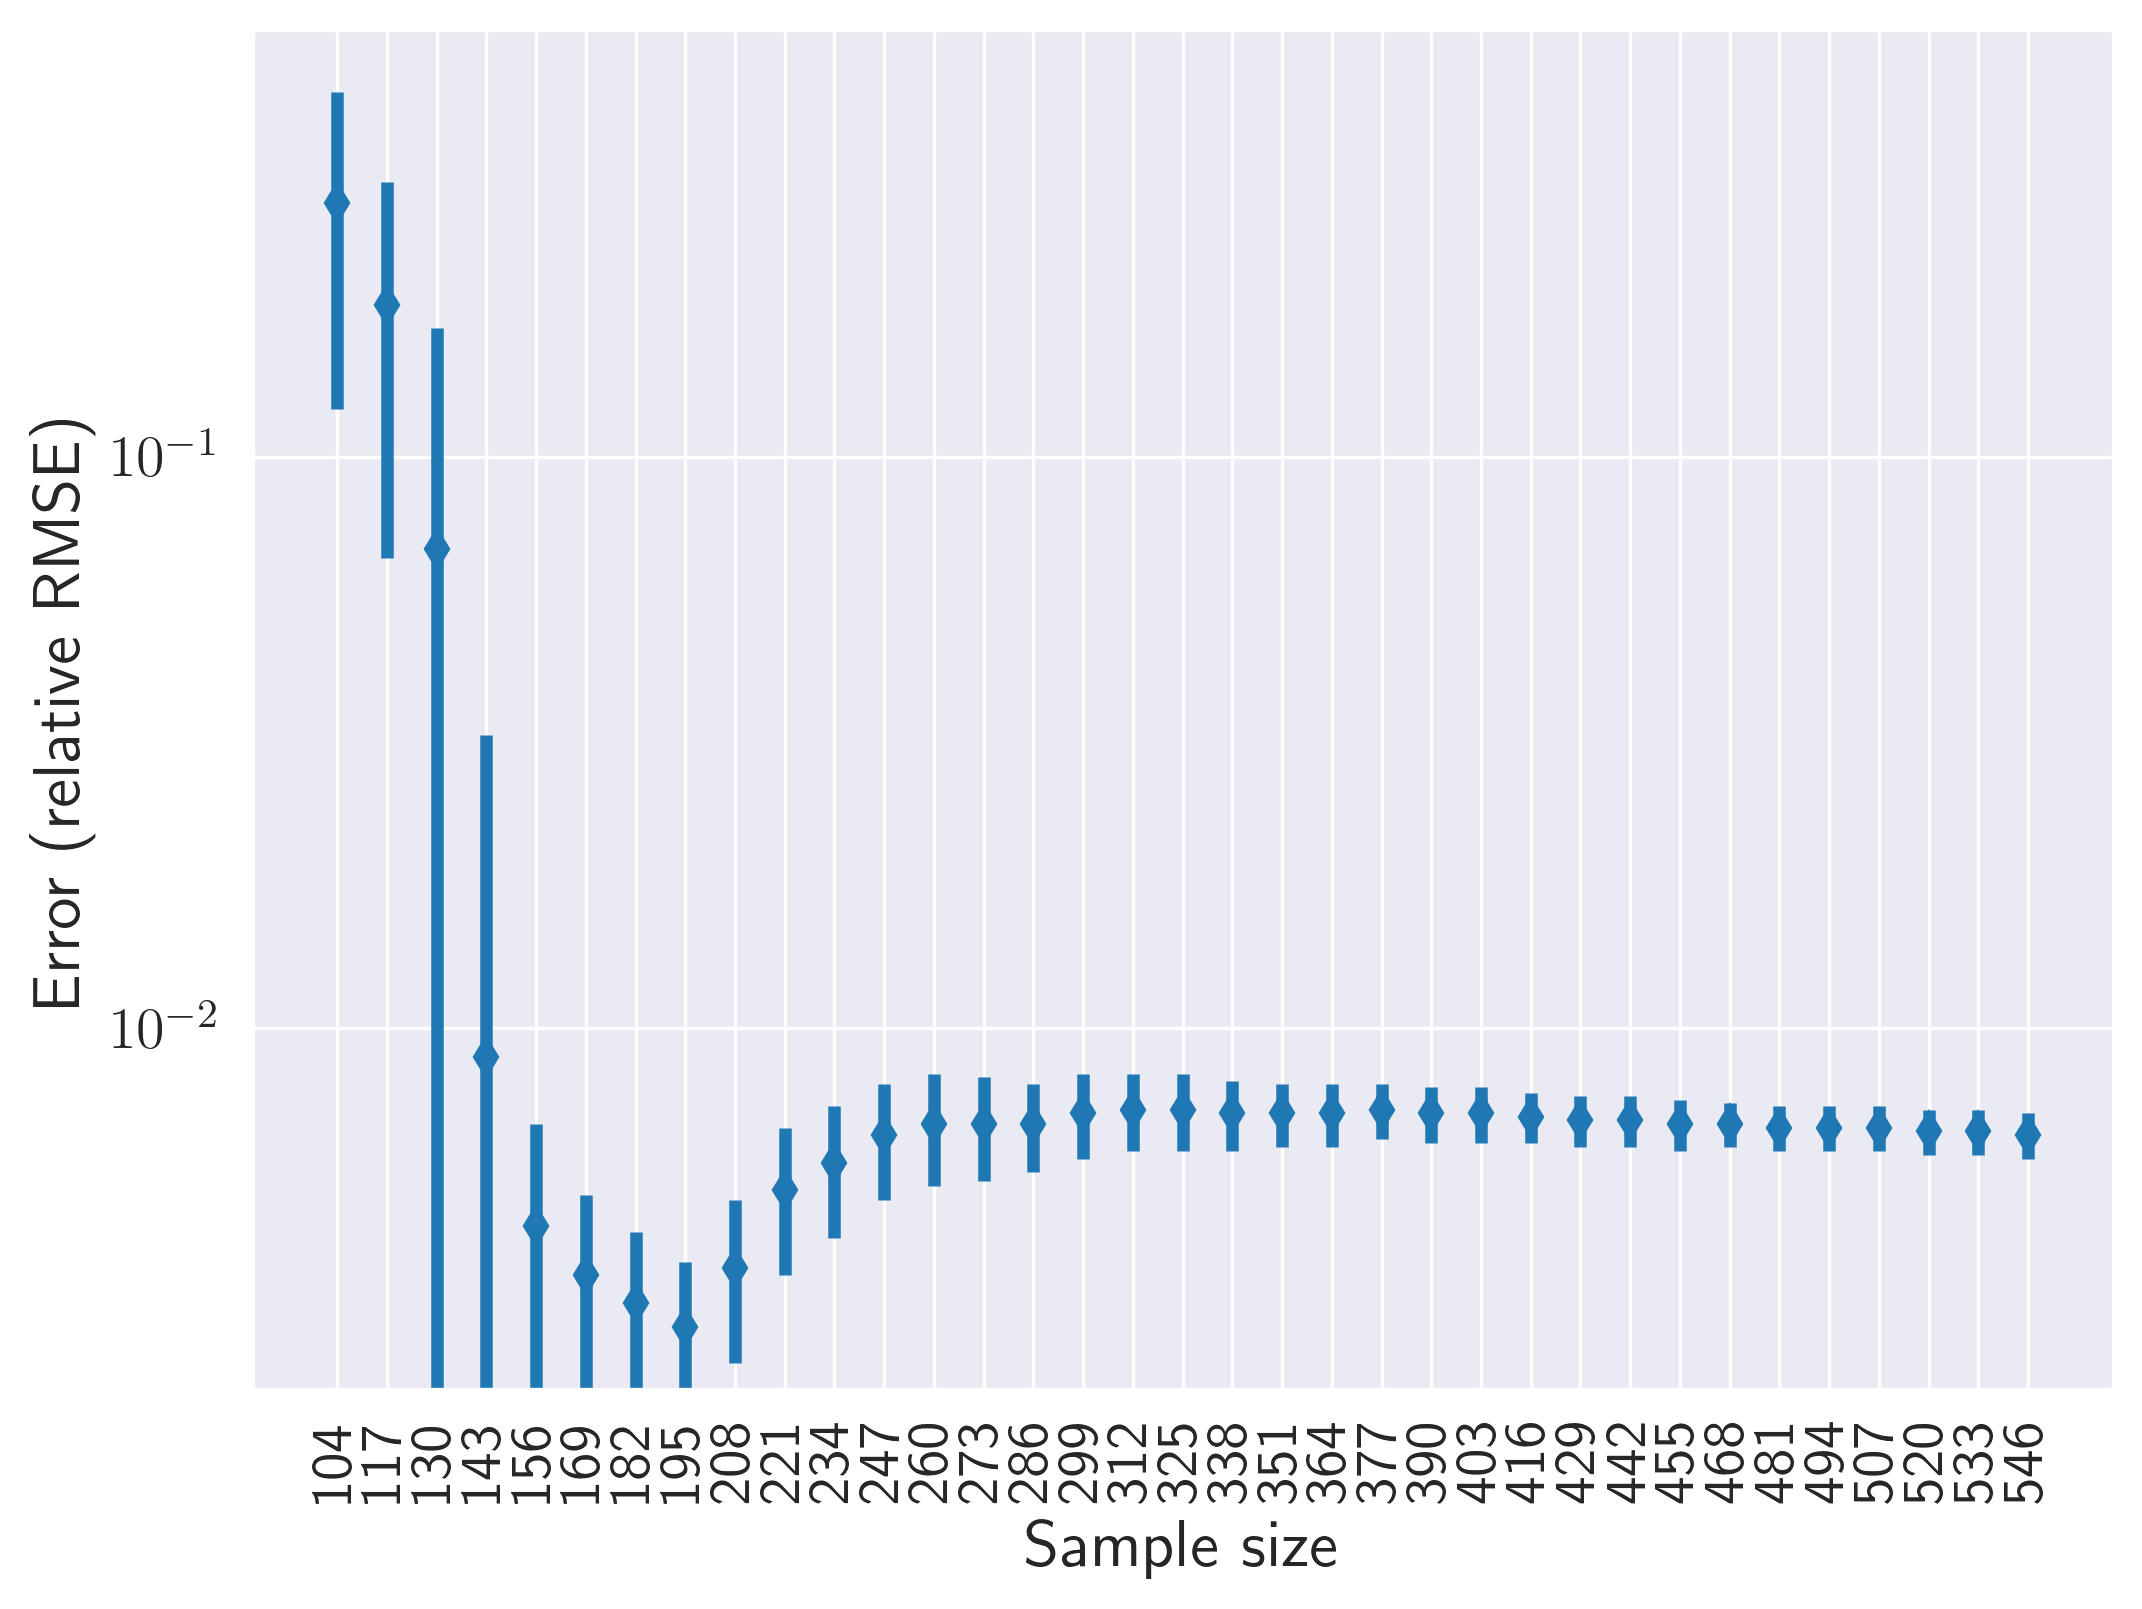 Error (relative RMSE)
10⁻¹
10⁻²
104 117 130 143 156 169 182 195 208 221 234 247 260 273 286 299 312 325 338 351 364 377 390 403 416 429 442 455 468 481 494 507 520 533 546
Sample size